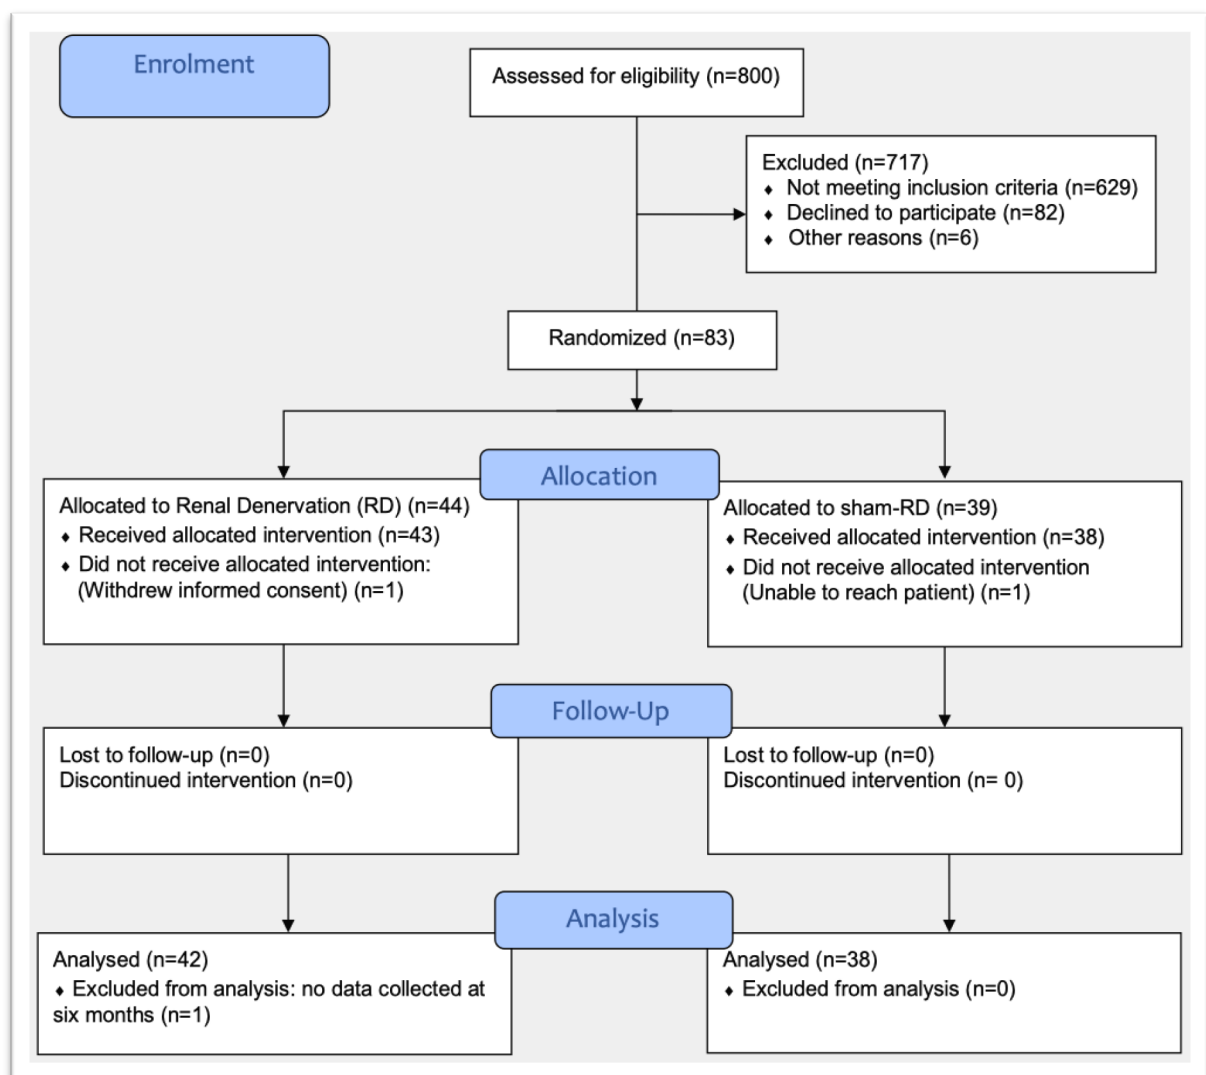 Enrolment
Assessed for eligibility (n=800)
Excluded (n=717)
♦ Not meeting inclusion criteria (n=629)
♦ Declined to participate (n=82)
♦ Other reasons (n=6)
Randomized (n=83)
Allocation
Allocated to Renal Denervation (RD) (n=44)
♦ Received allocated intervention (n=43)
♦ Did not receive allocated intervention:
(Withdrew informed consent) (n=1)
Allocated to sham-RD (n=39)
♦ Received allocated intervention (n=38)
♦ Did not receive allocated intervention
(Unable to reach patient) (n=1)
Follow-Up
Lost to follow-up (n=0)
Discontinued intervention (n=0)
Lost to follow-up (n=0)
Discontinued intervention (n= 0)
Analysis
Analysed (n=42)
♦ Excluded from analysis: no data collected at
six months (n=1)
Analysed (n=38)
♦ Excluded from analysis (n=0)